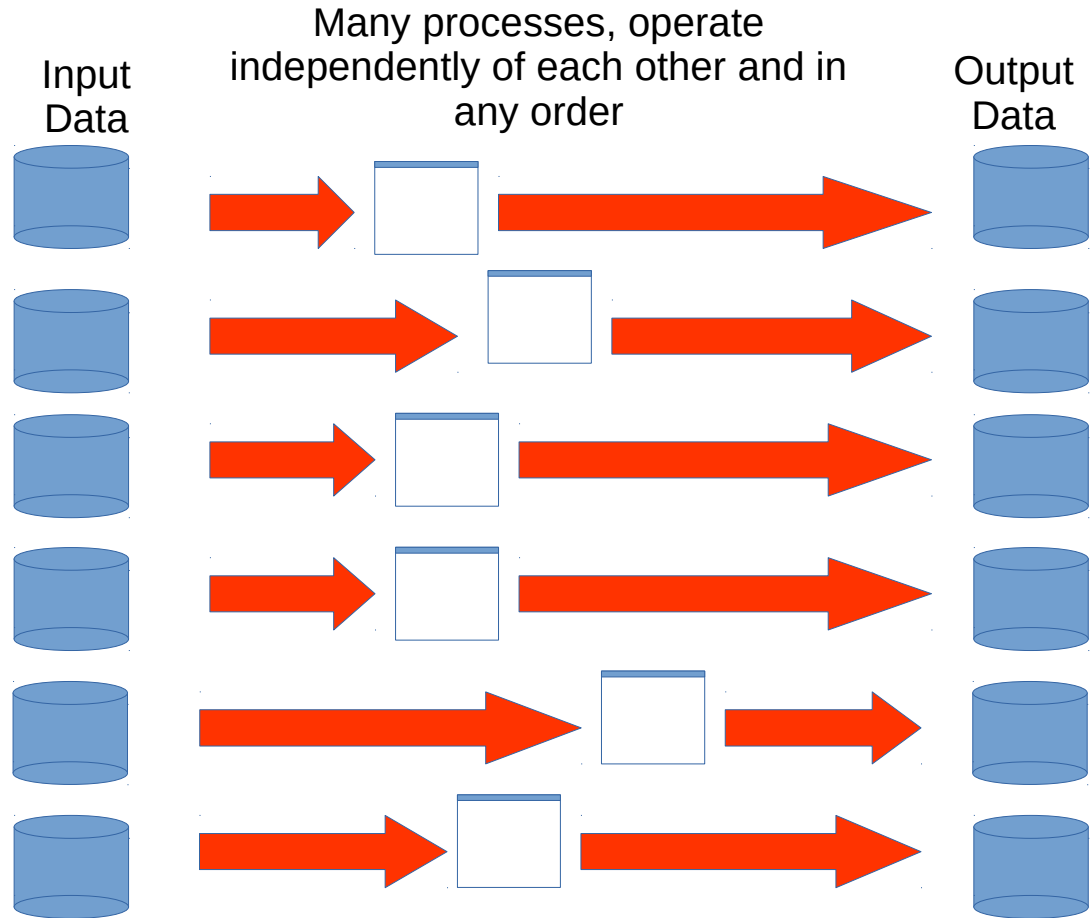 Input
Data
Many processes, operate
independently of each other and in
any order
Output
Data